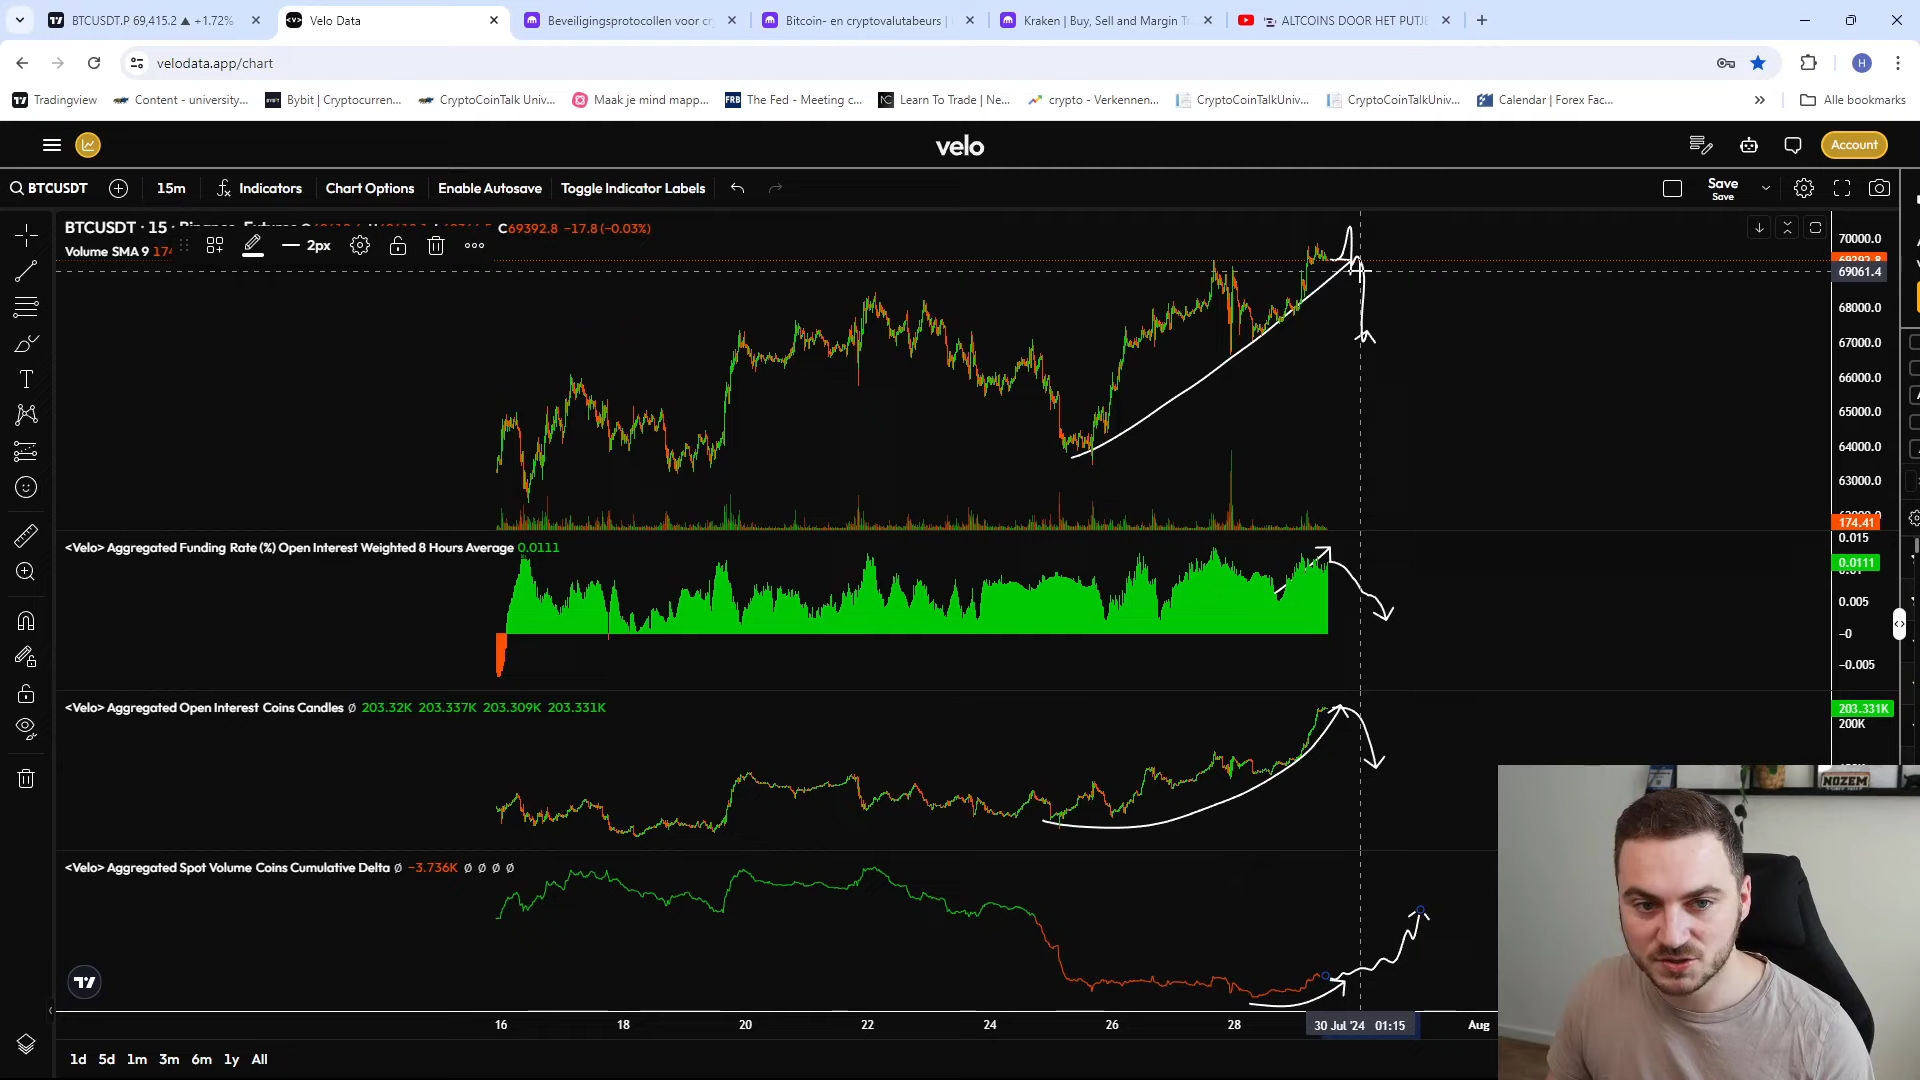 BTCUSDT.P 69,415.2 ▲ +1.72%
Velo Data
Beveiligingsprotocollen voor cr
Bitcoin- en cryptovalutabeurs |
Kraken | Buy, Sell and Margin Tr
ALTCOINS DOOR HET PUTJE
velodata.app/chart
Tradingview
Content - university...
Bybit | Cryptocurren...
CryptoCoinTalk Univ...
Maak je mind mapp...
FRB The Fed - Meeting c...
Learn To Trade | Ne...
crypto - Verkennen...
CryptoCoinTalkUniv...
CryptoCoinTalkUniv...
Calendar | Forex Fac...
Alle bookmarks
velo
Account
BTCUSDT
15m
Indicators
Chart Options
Enable Autosave
Toggle Indicator Labels
Save
Save
BTCUSDT · 15 ·
C69392.8 −17.8 (−0.03%)
Volume SMA 9
2px
70000.0
69061.4
68000.0
67000.0
66000.0
65000.0
64000.0
63000.0
174.41
<Velo> Aggregated Funding Rate (%) Open Interest Weighted 8 Hours Average 0.0111
0.015
0.0111
0.005
−0
−0.005
<Velo> Aggregated Open Interest Coins Candles ∅ 203.32K 203.337K 203.309K 203.331K
203.331K
200K
<Velo> Aggregated Spot Volume Coins Cumulative Delta ∅ −3.736K ∅ ∅ ∅ ∅
16 18 20 22 24 26 28 30 Jul '24 01:15 Aug
1d 5d 1m 3m 6m 1y All
NOZEM